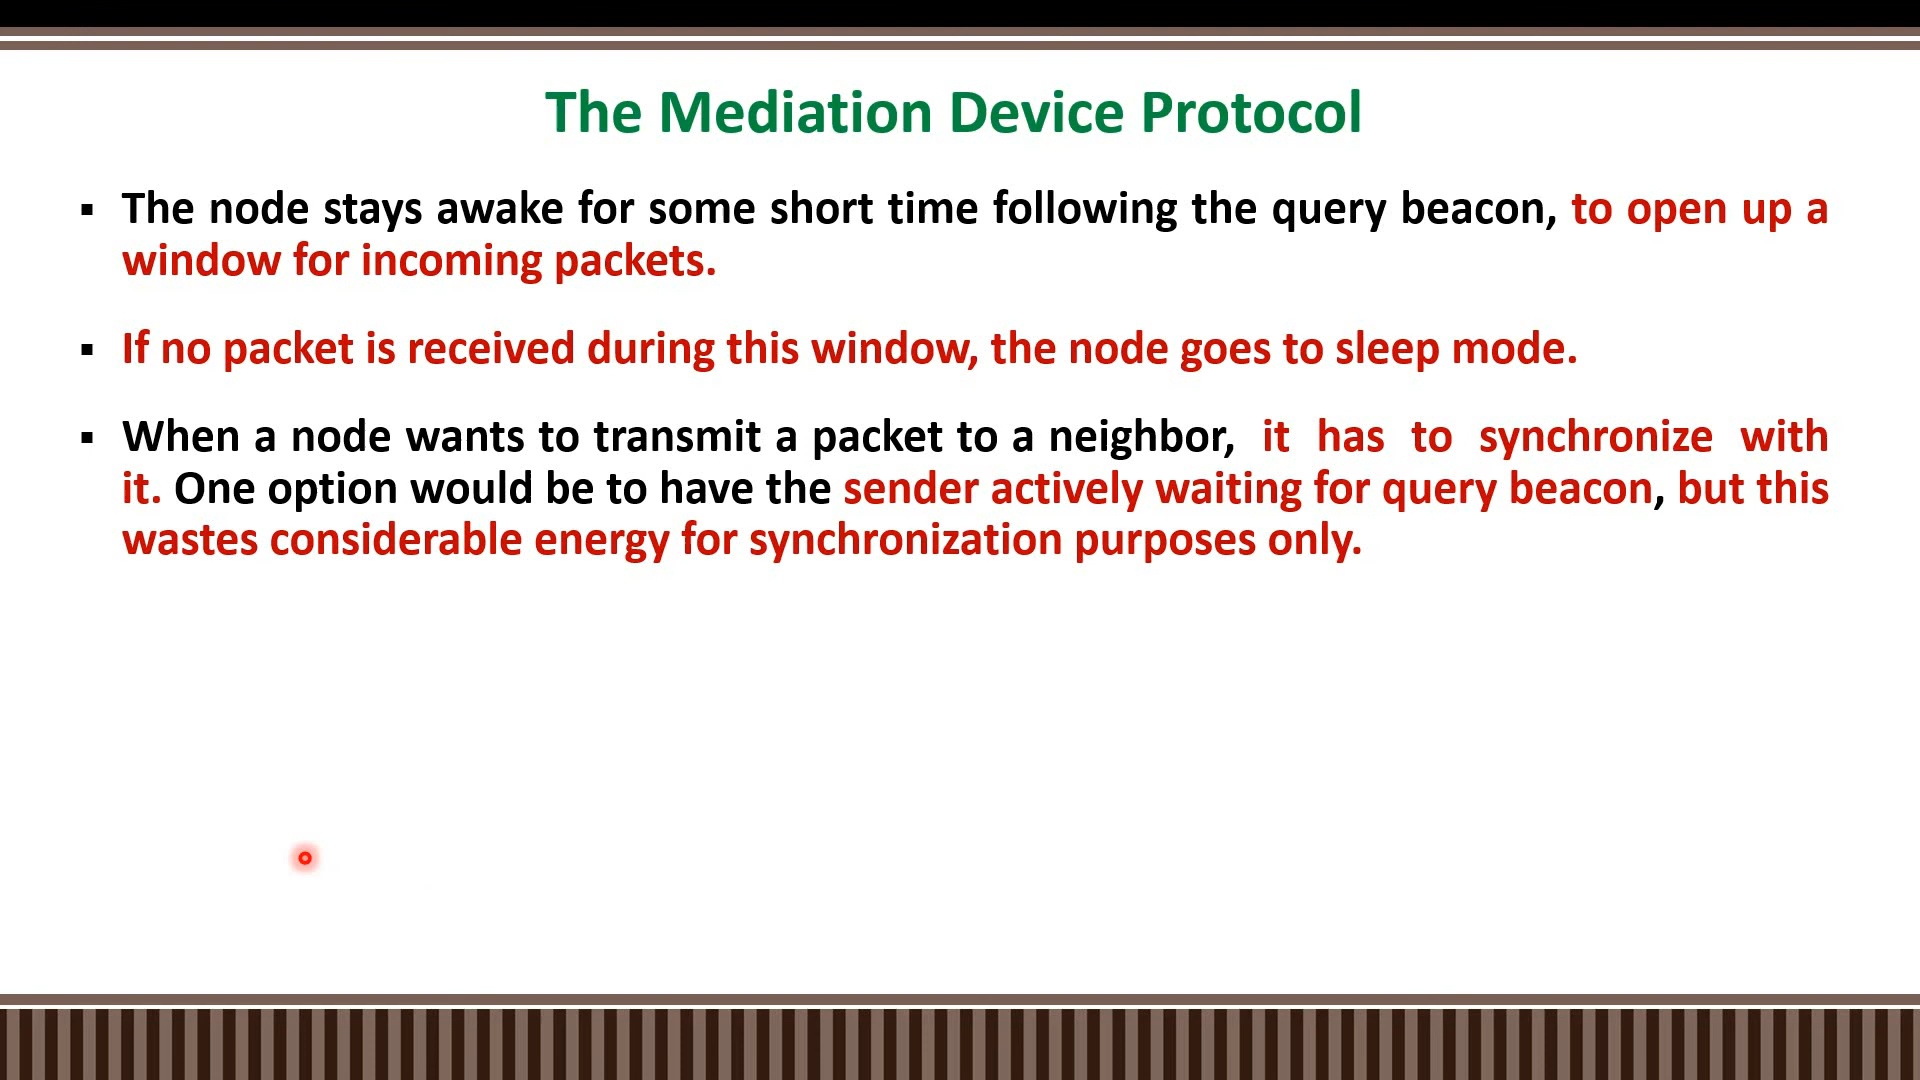 The Mediation Device Protocol
▪ The node stays awake for some short time following the query beacon, to open up a
window for incoming packets.
▪ If no packet is received during this window, the node goes to sleep mode.
▪ When a node wants to transmit a packet to a neighbor, it has to synchronize with
it. One option would be to have the sender actively waiting for query beacon, but this
wastes considerable energy for synchronization purposes only.